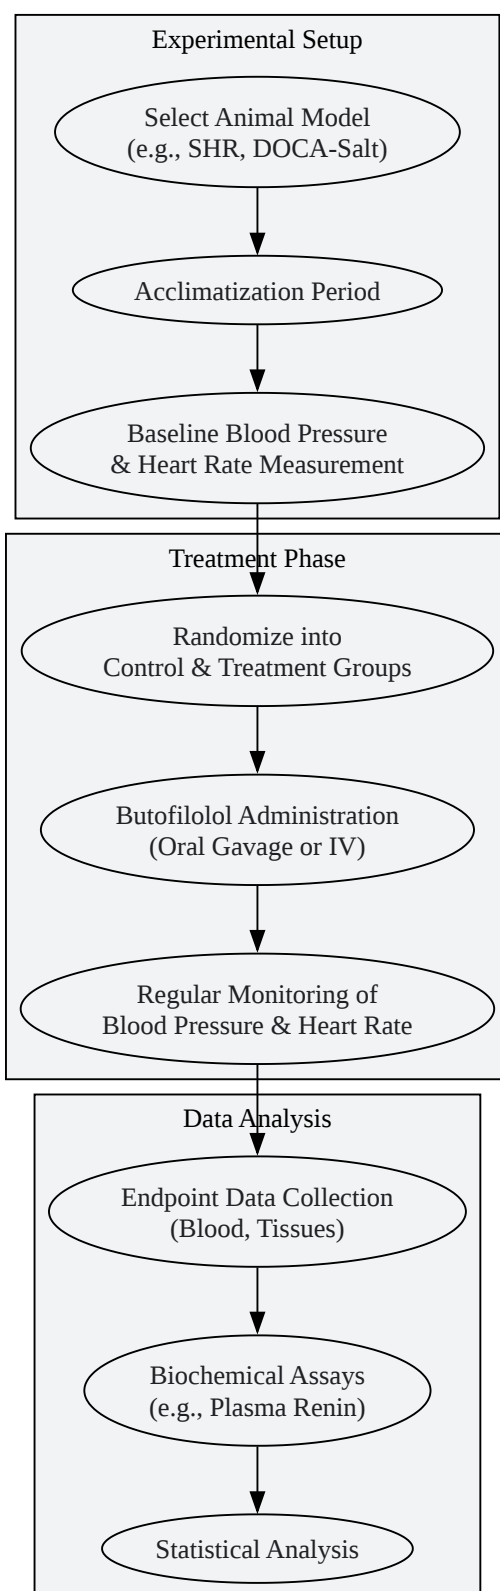 Experimental Setup
Select Animal Model
(e.g., SHR, DOCA-Salt)
Acclimatization Period
Baseline Blood Pressure
& Heart Rate Measurement
Treatment Phase
Randomize into
Control & Treatment Groups
Butofilolol Administration
(Oral Gavage or IV)
Regular Monitoring of
Blood Pressure & Heart Rate
Data Analysis
Endpoint Data Collection
(Blood, Tissues)
Biochemical Assays
(e.g., Plasma Renin)
Statistical Analysis